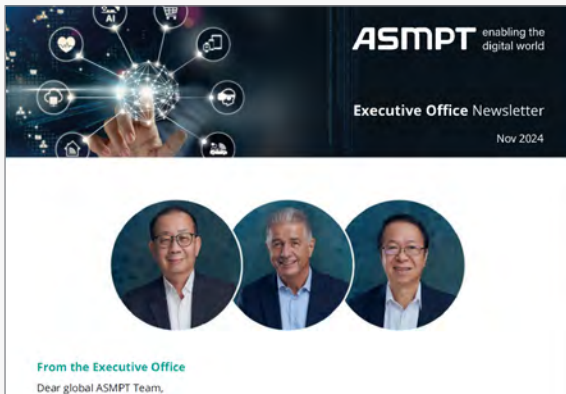 AI
ASMPT enabling the
digital world
Executive Office Newsletter
Nov 2024
From the Executive Office
Dear global ASMPT Team,